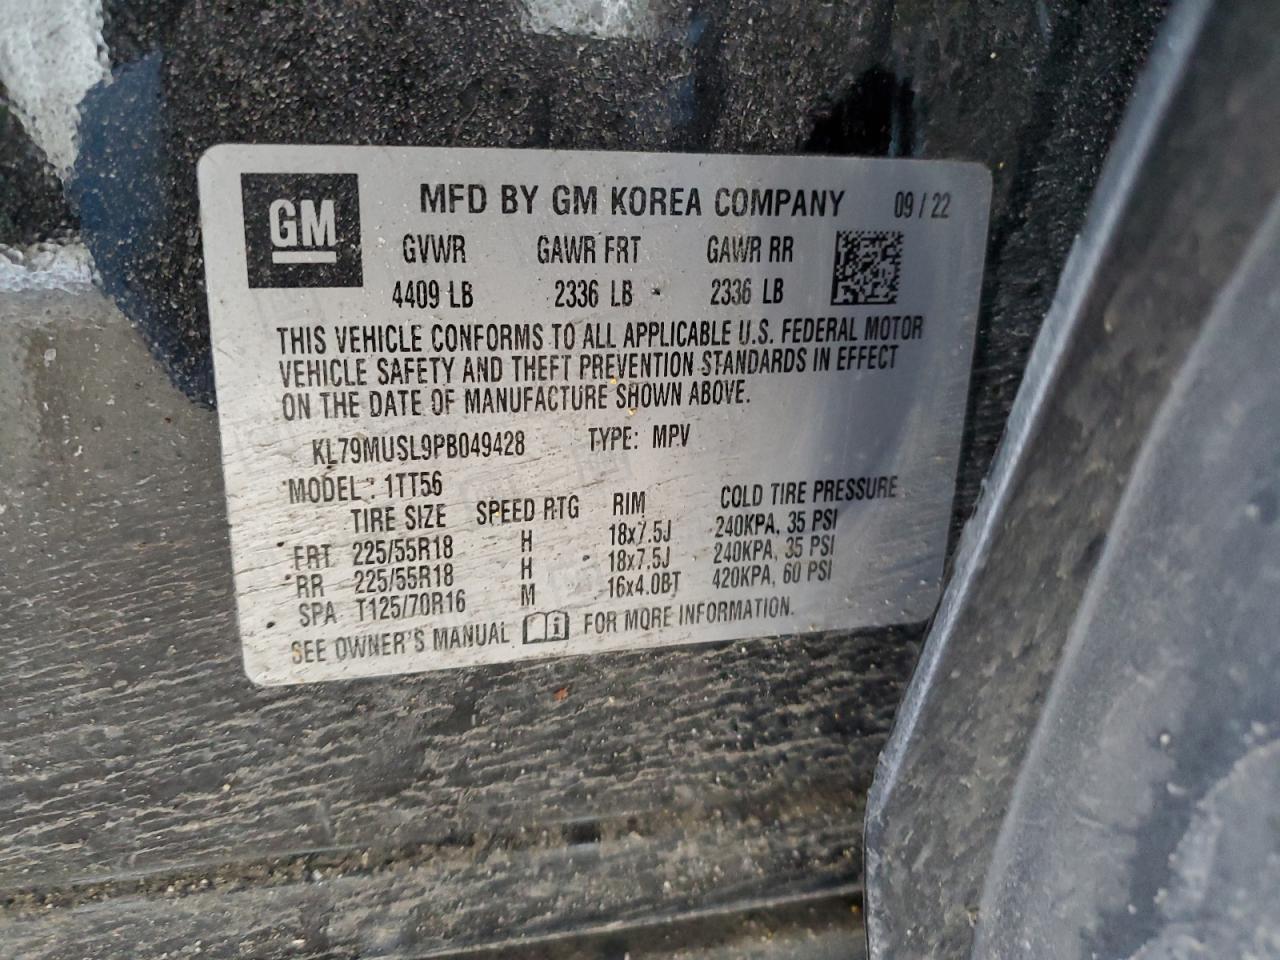 GM MFD BY GM KOREA COMPANY 09/22
GVWR GAWR FRT GAWR RR
4409 LB 2336 LB 2336 LB
THIS VEHICLE CONFORMS TO ALL APPLICABLE U.S. FEDERAL MOTOR
VEHICLE SAFETY AND THEFT PREVENTION STANDARDS IN EFFECT
ON THE DATE OF MANUFACTURE SHOWN ABOVE.
KL79MUSL9PB049428 TYPE: MPV
MODEL: 1TT56
TIRE SIZE SPEED RTG RIM COLD TIRE PRESSURE
FRT 225/55R18 H 18x7.5J 240KPA, 35 PSI
RR 225/55R18 H 18x7.5J 240KPA, 35 PSI
SPA T125/70R16 M 16x4.0BT 420KPA, 60 PSI
SEE OWNER'S MANUAL FOR MORE INFORMATION.